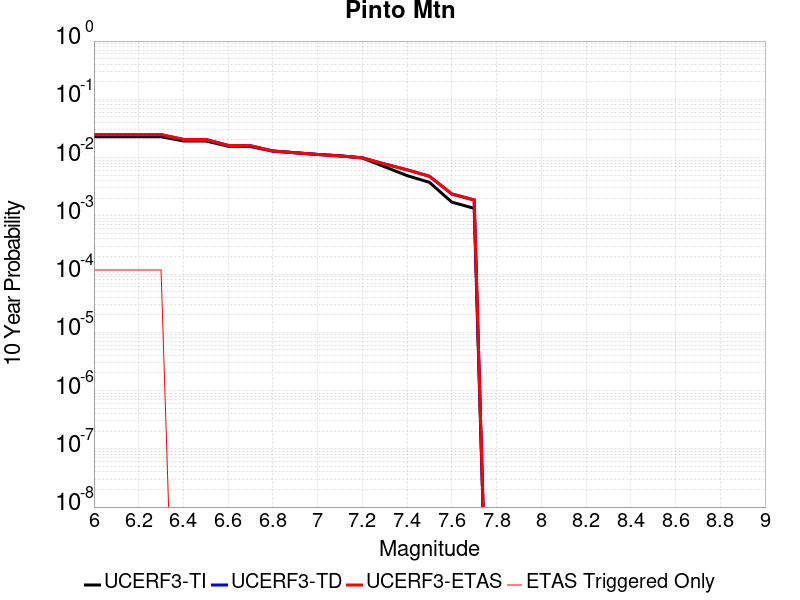 Pinto Mtn
10^0
10^-1
10^-2
10^-3
10^-4
10^-5
10^-6
10^-7
10^-8
10 Year Probability
6 6.2 6.4 6.6 6.8 7 7.2 7.4 7.6 7.8 8 8.2 8.4 8.6 8.8 9
Magnitude
UCERF3-TI UCERF3-TD UCERF3-ETAS ETAS Triggered Only